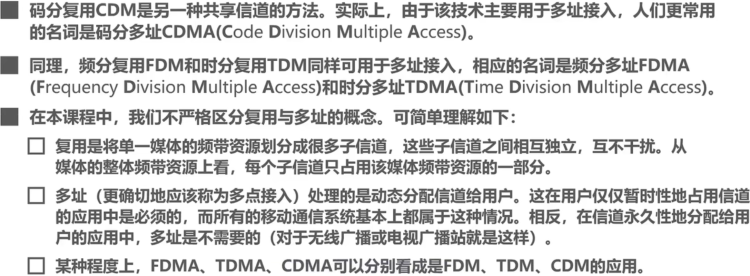 码分复用CDM是另一种共享信道的方法。实际上，由于该技术主要用于多址接入，人们更常用
的名词是码分多址CDMA(Code Division Multiple Access)。
同理，频分复用FDM和时分复用TDM同样可用于多址接入，相应的名词是频分多址FDMA
(Frequency Division Multiple Access)和时分多址TDMA(Time Division Multiple Access)。
在本课程中，我们不严格区分复用与多址的概念。可简单理解如下：
复用是将单一媒体的频带资源划分成很多子信道，这些子信道之间相互独立，互不干扰。从
媒体的整体频带资源上看，每个子信道只占用该媒体频带资源的一部分。
多址（更确切地应该称为多点接入）处理的是动态分配信道给用户。这在用户仅仅暂时性地占用信道
的应用中是必须的，而所有的移动通信系统基本上都属于这种情况。相反，在信道永久性地分配给用
户的应用中，多址是不需要的（对于无线广播或电视广播站就是这样）。
某种程度上，FDMA、TDMA、CDMA可以分别看成是FDM、TDM、CDM的应用。